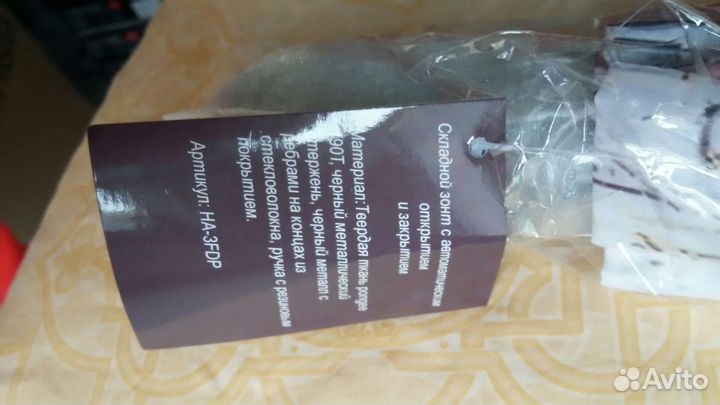 Складной зонт с автоматическим
открытием
и закрытием
Материал:Твердая ткань pongee
190T, черный металлический
стержень, черный металл с
ребрами на концах из
стекловолокна, ручка с резиновым
покрытием.
Артикул: HA-3FDP
Avito